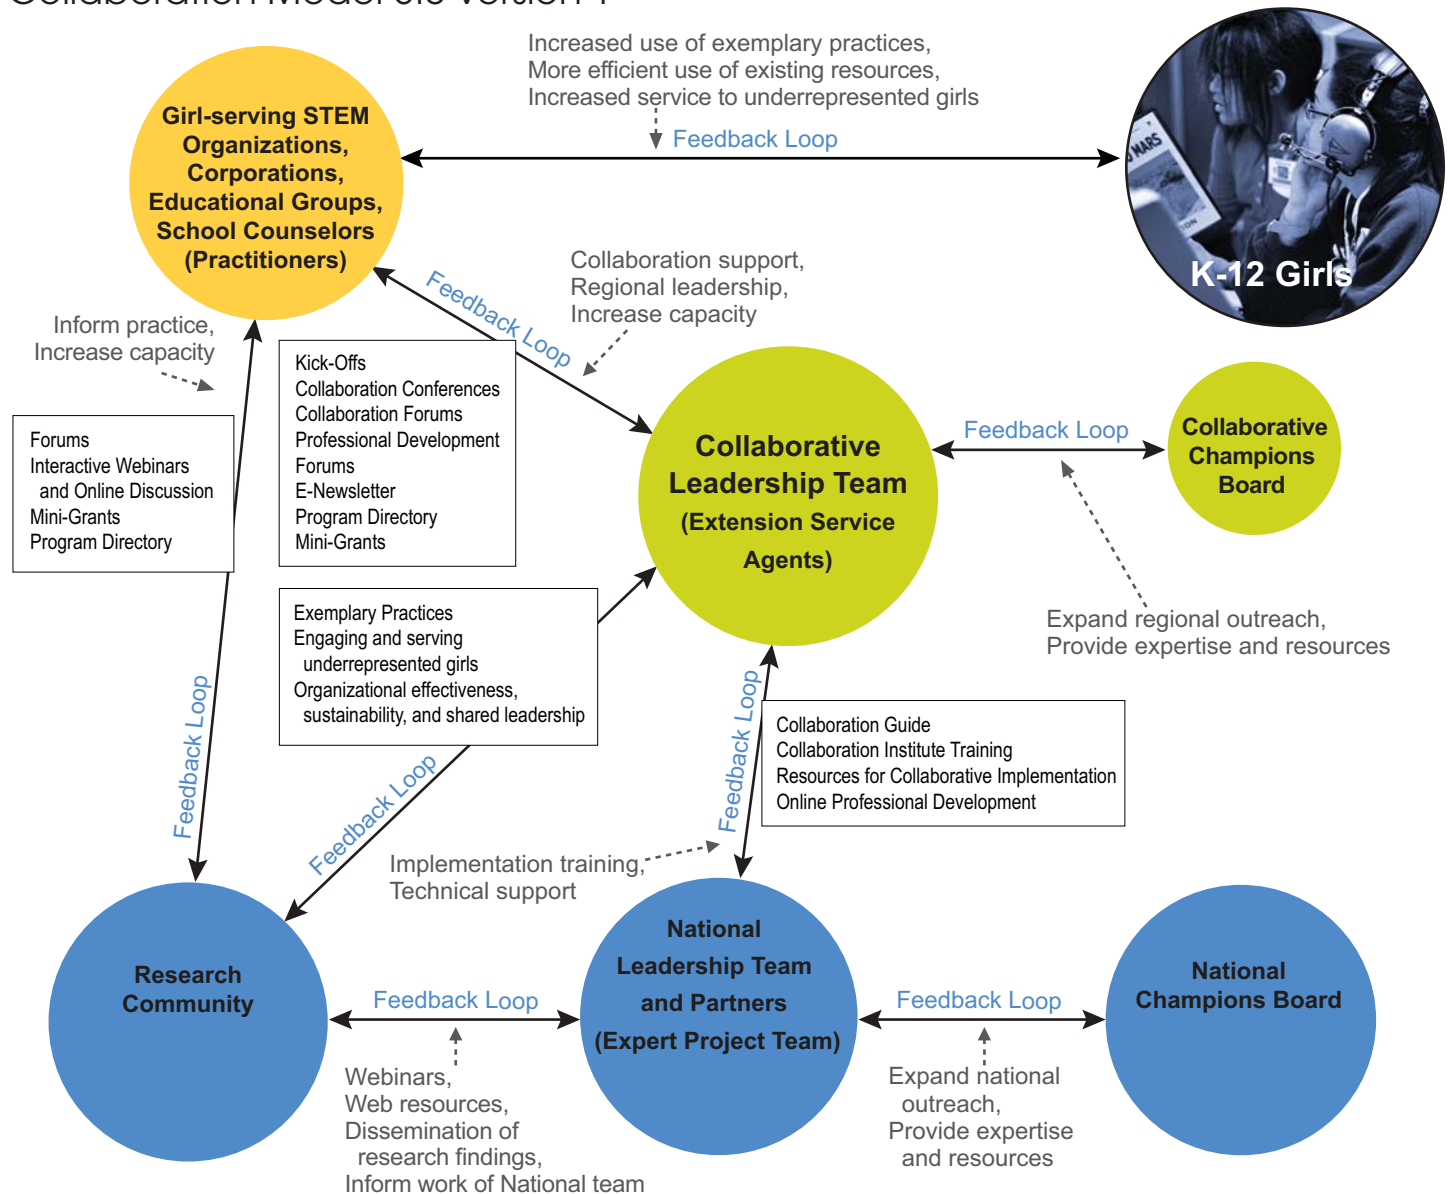 Increased use of exemplary practices,
More efficient use of existing resources,
Increased service to underrepresented girls
Feedback Loop
Girl-serving STEM
Organizations,
Corporations,
Educational Groups,
School Counselors
(Practitioners)
MARS
K-12 Girls
Feedback Loop
Collaboration support,
Regional leadership,
Increase capacity
Inform practice,
Increase capacity
Kick-Offs
Collaboration Conferences
Collaboration Forums
Professional Development
Forums
E-Newsletter
Program Directory
Mini-Grants
Forums
Interactive Webinars
and Online Discussion
Mini-Grants
Program Directory
Collaborative
Leadership Team
(Extension Service
Agents)
Feedback Loop
Collaborative
Champions
Board
Expand regional outreach,
Provide expertise and resources
Exemplary Practices
Engaging and serving
underrepresented girls
Organizational effectiveness,
sustainability, and shared leadership
Feedback Loop
Feedback Loop
Feedback Loop
Collaboration Guide
Collaboration Institute Training
Resources for Collaborative Implementation
Online Professional Development
Implementation training,
Technical support
Research
Community
Feedback Loop
National
Leadership Team
and Partners
(Expert Project Team)
Feedback Loop
National
Champions Board
Webinars,
Web resources,
Dissemination of
research findings,
Inform work of National team
Expand national
outreach,
Provide expertise
and resources